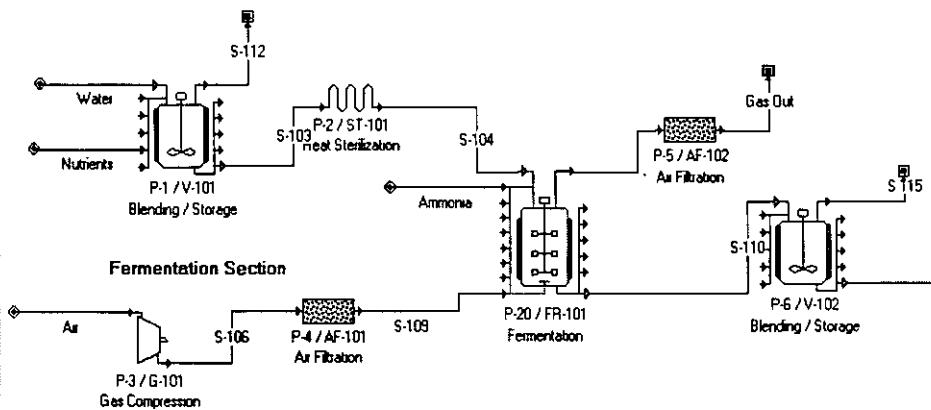 S-112
Water
Nutrients
P-1 / V-101
Blending / Storage
S-103
P-2 / ST-101
Heat Sterilization
S-104
Gas Out
P-5 / AF-102
Air Filtration
Ammonia
S-115
S-110
P-6 / V-102
Blending / Storage
Fermentation Section
Air
S-106
P-4 / AF-101
Air Filtration
S-109
P-20 / FR-101
Fermentation
P-3 / G-101
Gas Compression